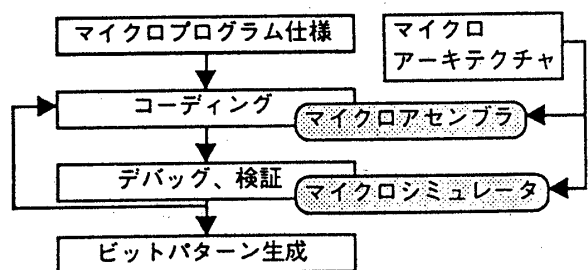 マイクロプログラム仕様
マイクロ
アーキテクチャ
コーディング
マイクロアセンブラ
デバッグ、検証
マイクロシミュレータ
ビットパターン生成